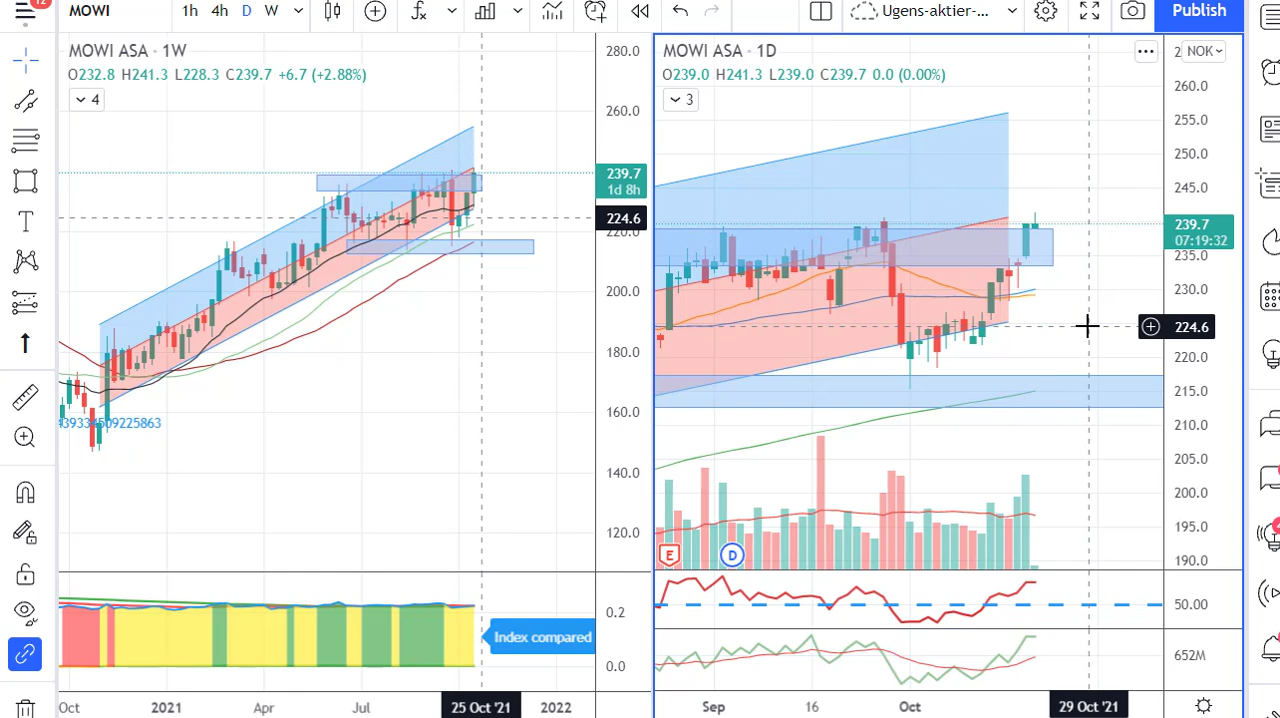 12
MOWI
1h 4h D W
Ugens-aktier-...
Publish
MOWI ASA · 1W
O232.8 H241.3 L228.3 C239.7 +6.7 (+2.88%)
4
280.0
260.0
239.7
1d 8h
224.6
220.0
200.0
180.0
160.0
140.0
120.0
39334509225863
0.2
0.0
Index compared
Oct 2021 Apr Jul 25 Oct '21 2022
MOWI ASA · 1D
O239.0 H241.3 L239.0 C239.7 0.0 (0.00%)
3
NOK
260.0
255.0
250.0
245.0
239.7
07:19:32
235.0
230.0
224.6
220.0
215.0
210.0
205.0
200.0
195.0
190.0
E D
50.00
652M
Sep 16 Oct 29 Oct '21